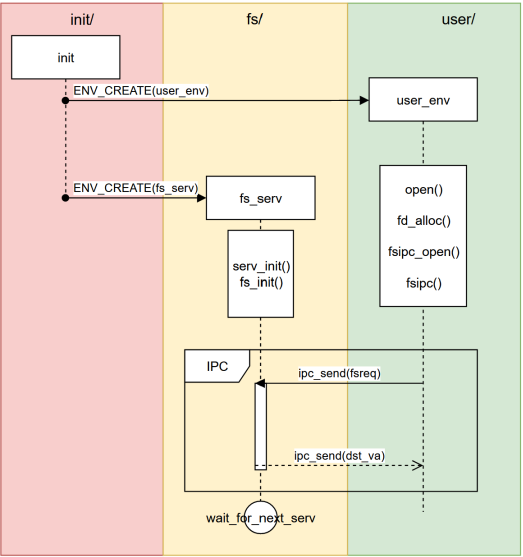 init/
fs/
user/
init
ENV_CREATE(user_env)
user_env
ENV_CREATE(fs_serv)
fs_serv
open()
fd_alloc()
fsipc_open()
fsipc()
serv_init()
fs_init()
IPC
ipc_send(fsreq)
ipc_send(dst_va)
wait_for_next_serv